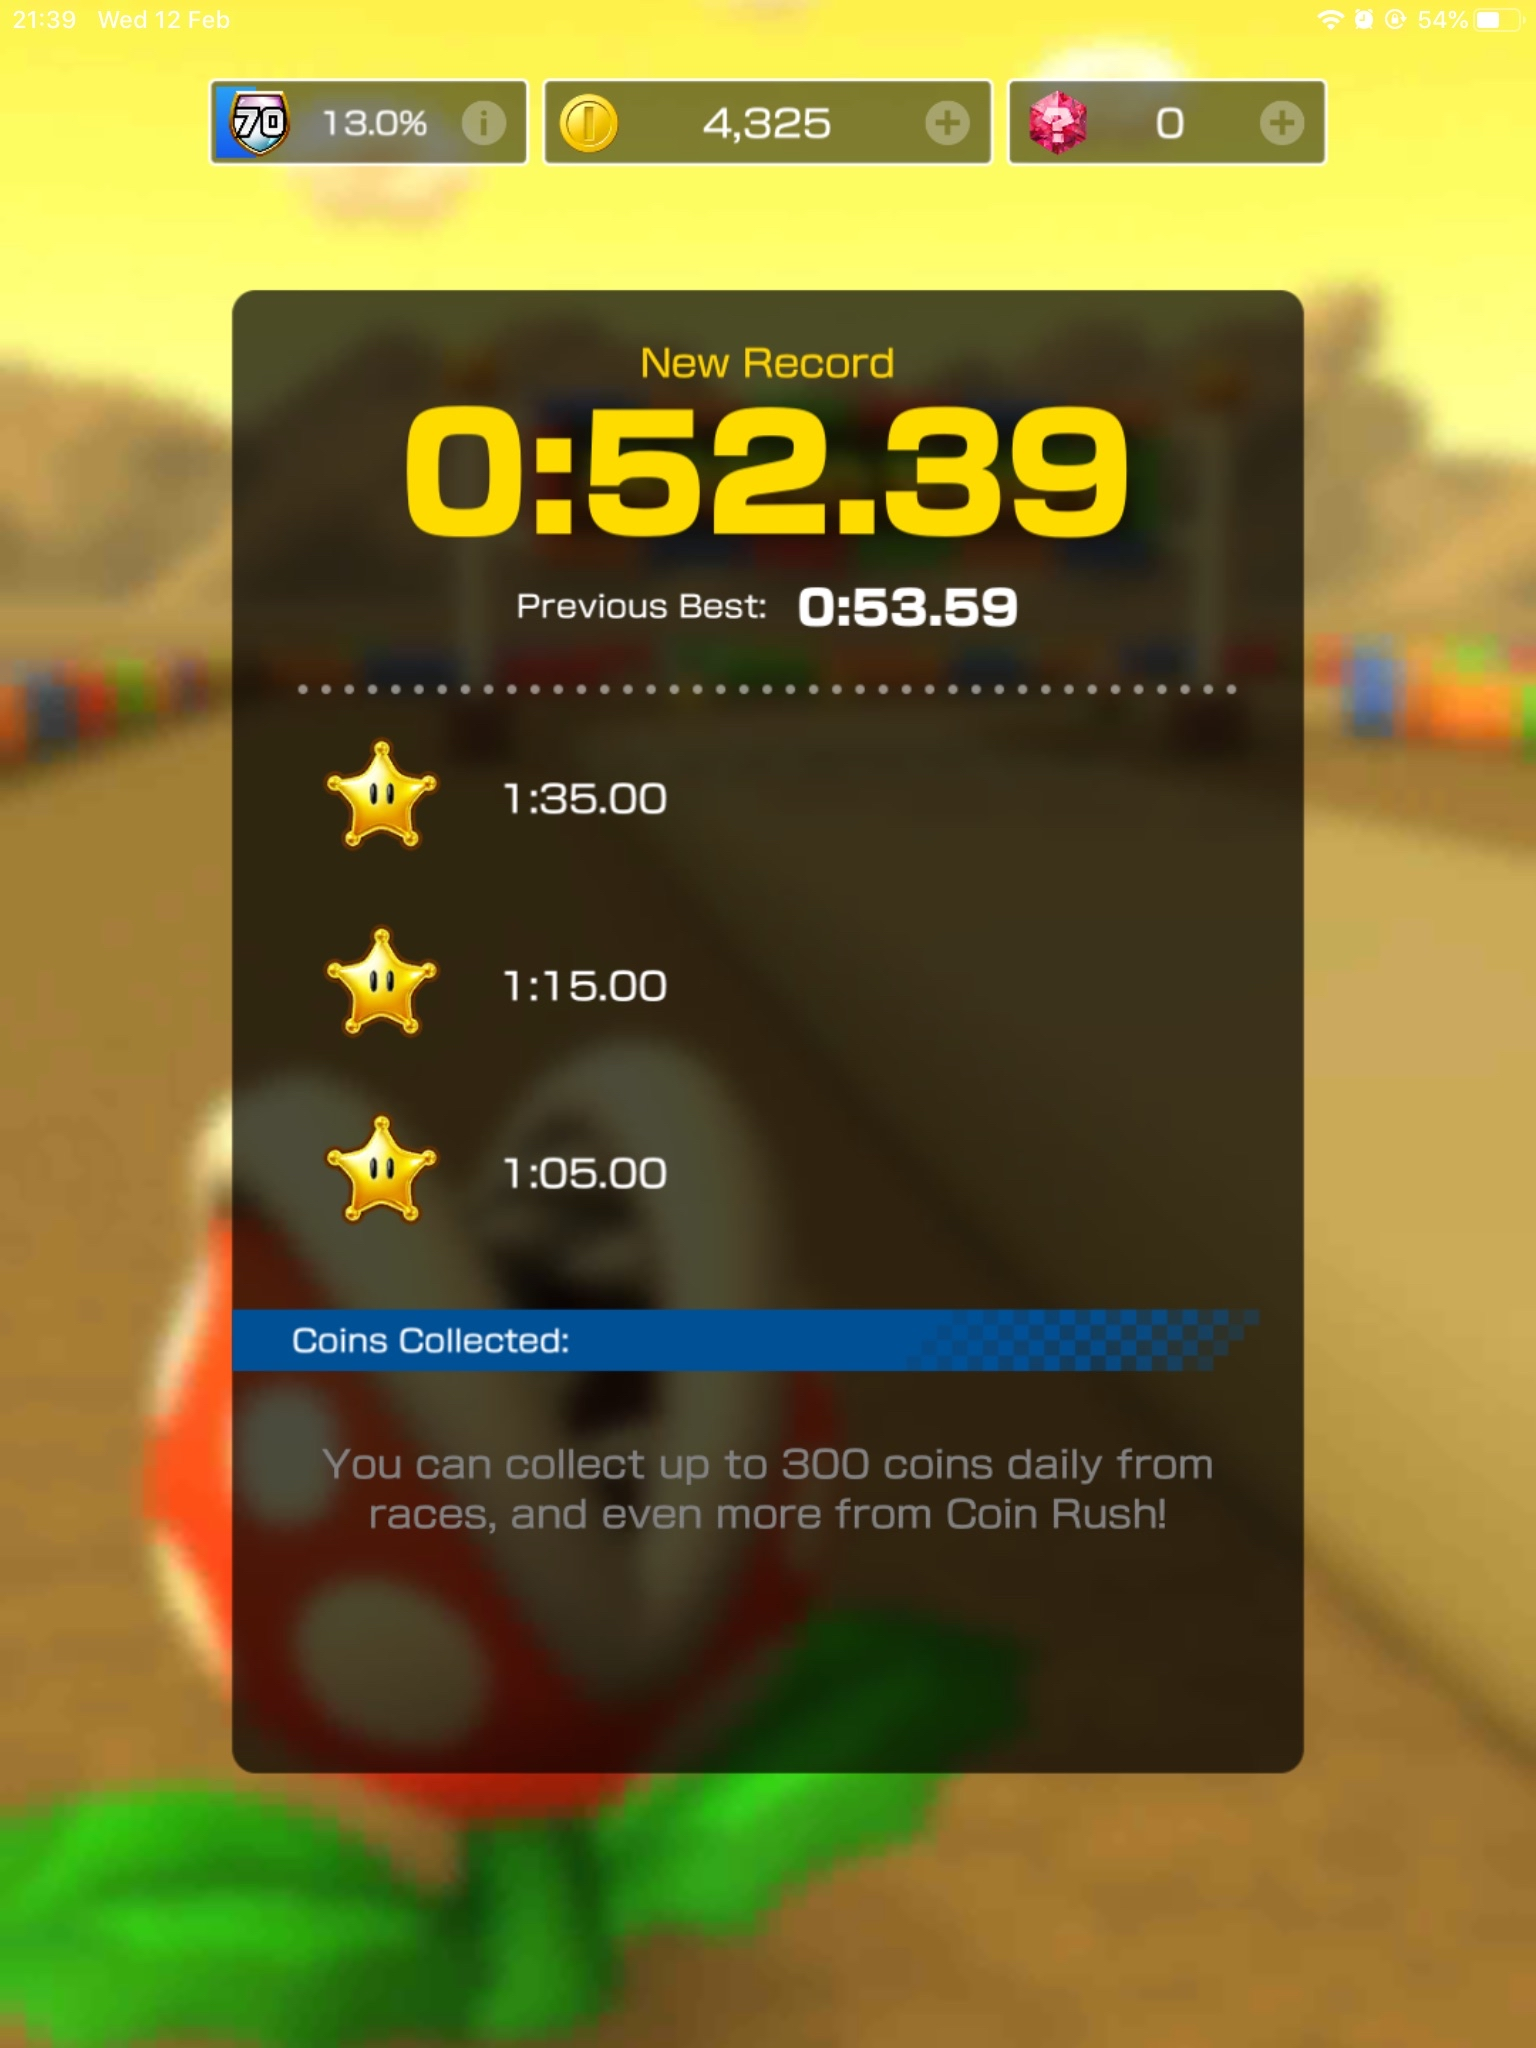 21:39 Wed 12 Feb 54%
70 13.0% i 4,325 + ? 0 +
New Record
0:52.39
Previous Best: 0:53.59
1:35.00
1:15.00
1:05.00
Coins Collected:
You can collect up to 300 coins daily from
races, and even more from Coin Rush!